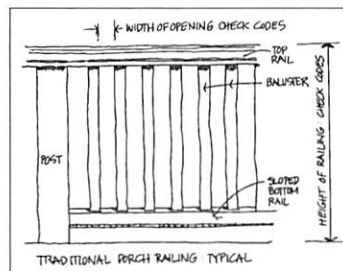 WIDTH OF OPENING CHECK CODES
TOP
RAIL
BALUSTER
POST
SLOPED
BOTTOM
RAIL
HEIGHT OF RAILING: CHECK CODES
TRADITIONAL PORCH RAILING: TYPICAL